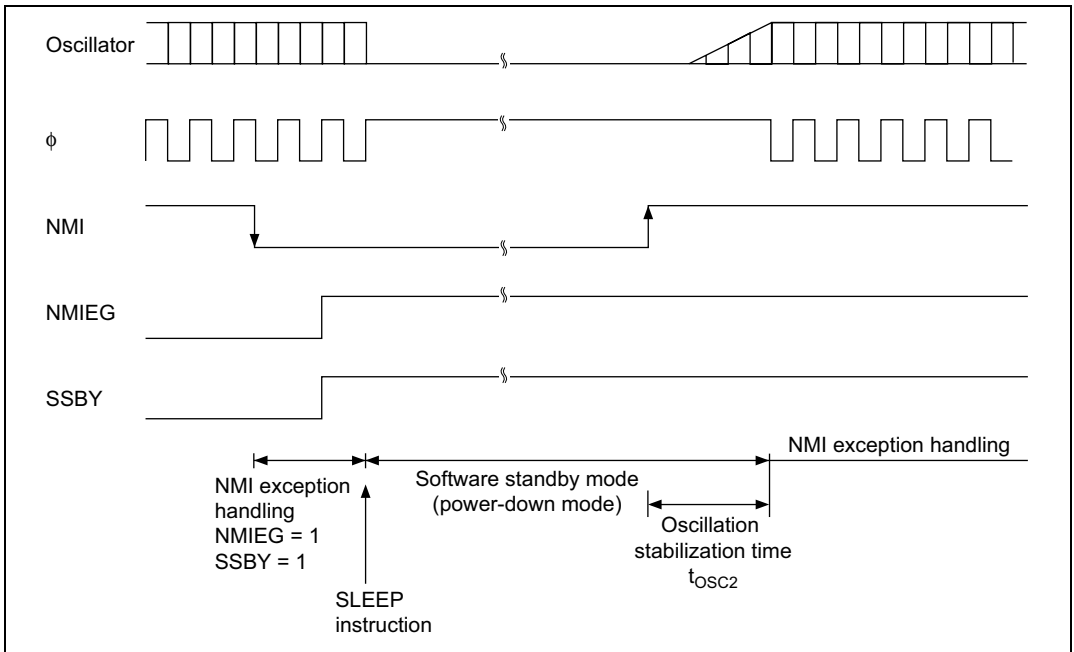 Oscillator
ϕ
NMI
NMIEG
SSBY
NMI exception handling
NMI exception
handling
NMIEG = 1
SSBY = 1
Software standby mode
(power-down mode)
Oscillation
stabilization time
tOSC2
SLEEP
instruction